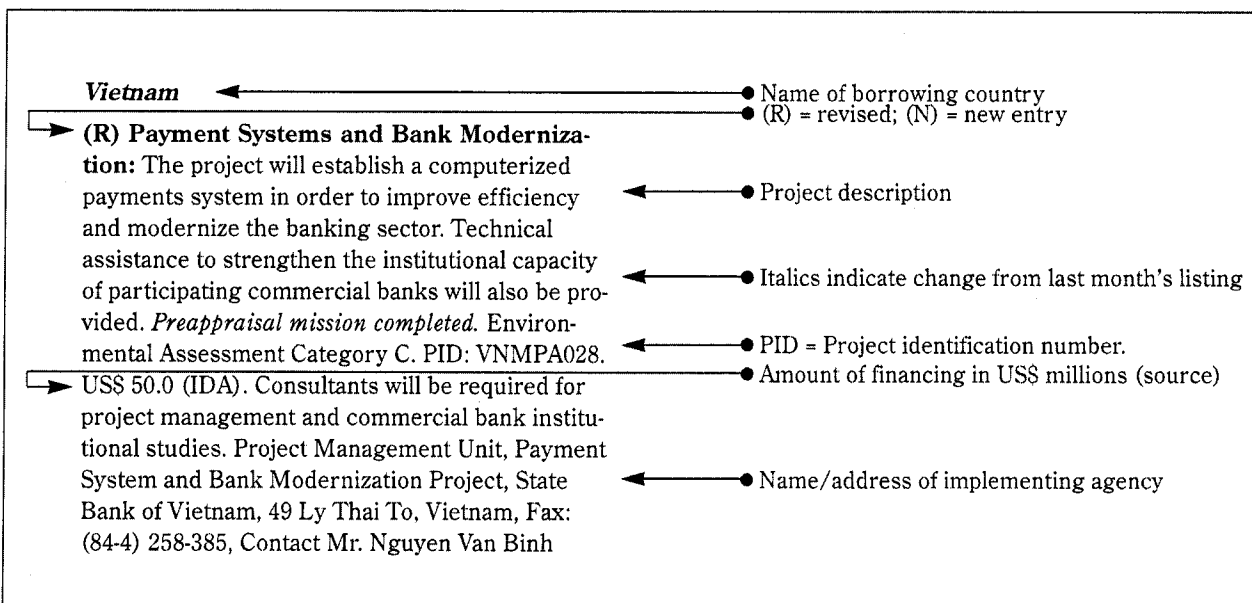 Vietnam
Name of borrowing country
(R) = revised; (N) = new entry
(R) Payment Systems and Bank Moderniza-
tion: The project will establish a computerized
payments system in order to improve efficiency
Project description
and modernize the banking sector. Technical
assistance to strengthen the institutional capacity
Italics indicate change from last month's listing
of participating commercial banks will also be pro-
vided. Preappraisal mission completed. Environ-
mental Assessment Category C. PID: VNMPA028.
PID = Project identification number.
Amount of financing in US$ millions (source)
US$ 50.0 (IDA). Consultants will be required for
project management and commercial bank institu-
tional studies. Project Management Unit, Payment
System and Bank Modernization Project, State
Name/address of implementing agency
Bank of Vietnam, 49 Ly Thai To, Vietnam, Fax:
(84-4) 258-385, Contact Mr. Nguyen Van Binh